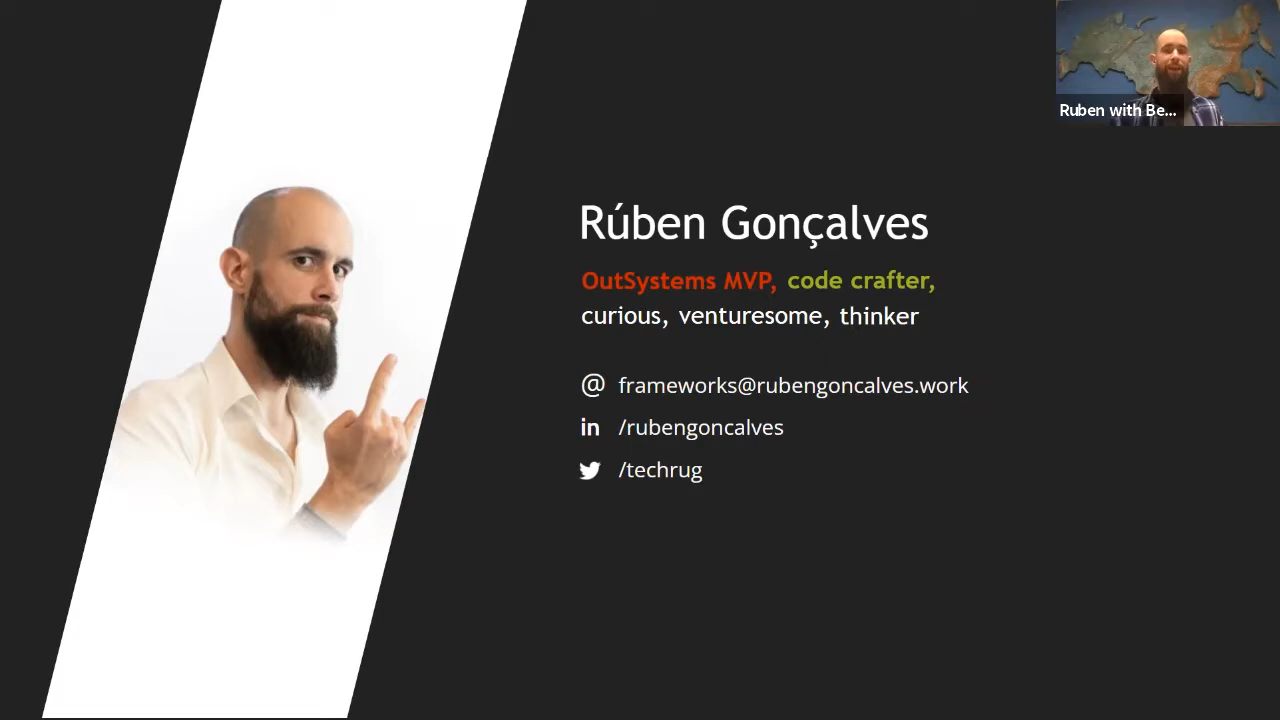 Ruben with Be...
Rúben Gonçalves
OutSystems MVP, code crafter,
curious, venturesome, thinker
@ frameworks@rubengoncalves.work
in /rubengoncalves
/techrug